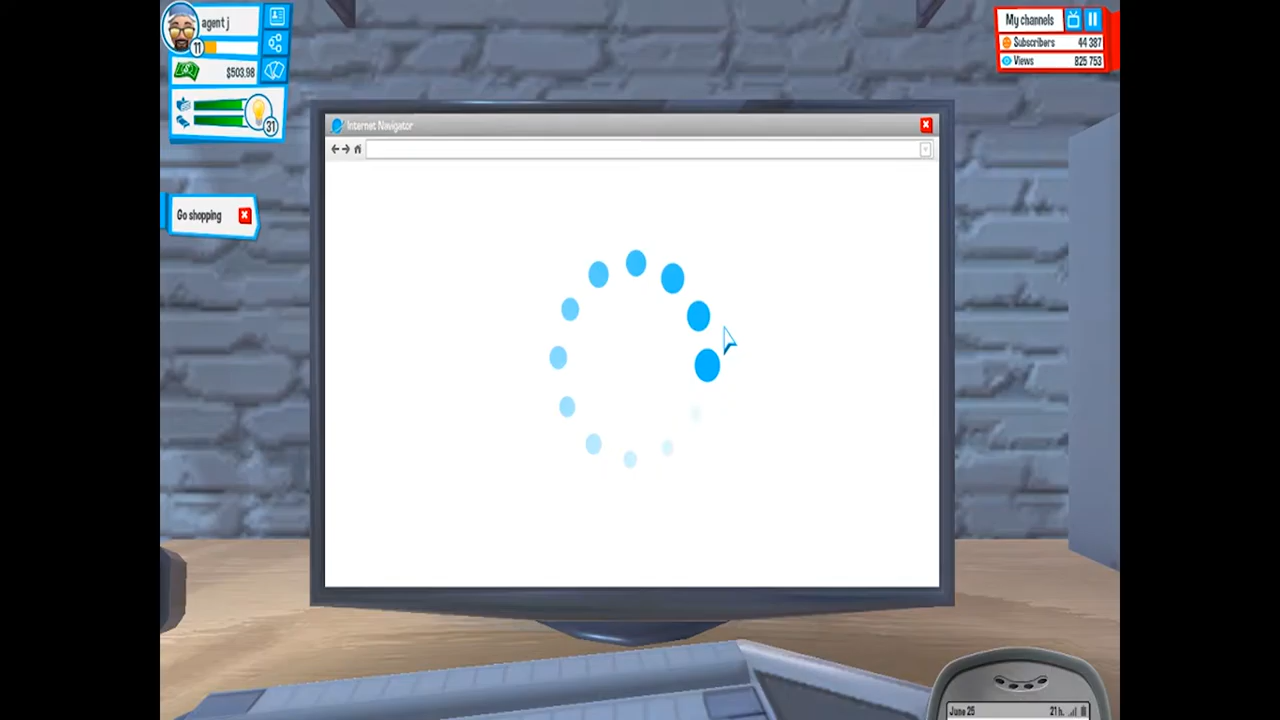 agent j
11
$503.98
31
Go shopping
Internet Navigator
My channels
Subscribers 44 387
Views 825 753
June 25 21 h.